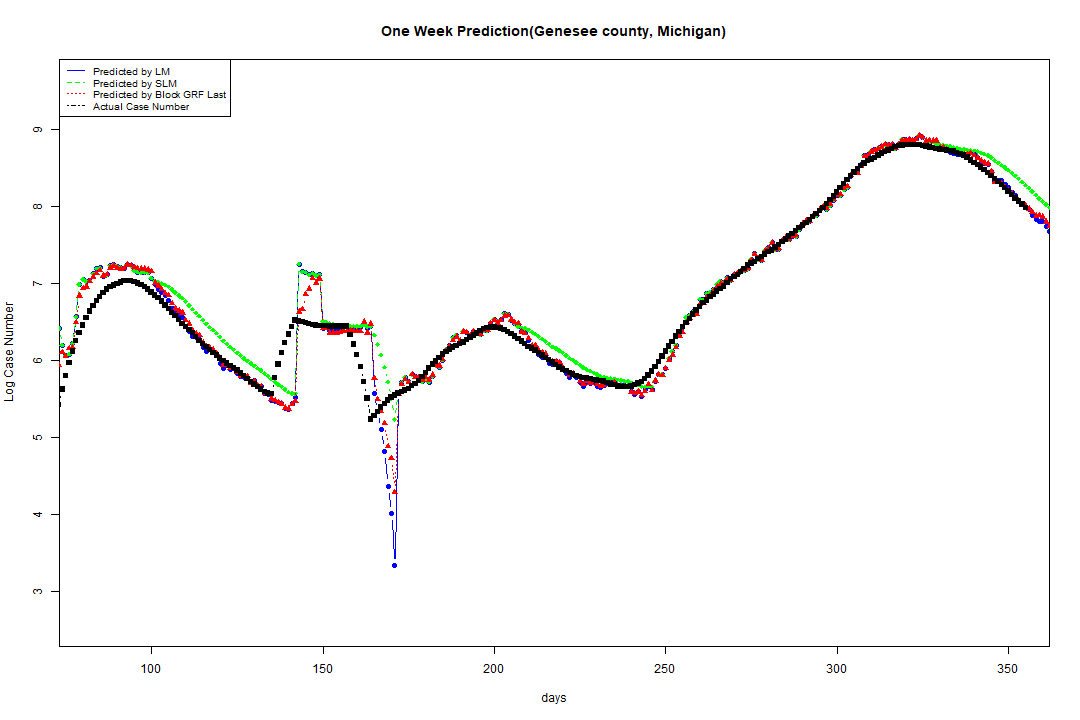 One Week Prediction(Genesee county, Michigan)
Predicted by LM
Predicted by SLM
Predicted by Block GRF Last
Actual Case Number
Log Case Number
9
8
7
6
5
4
3
100 150 200 250 300 350
days